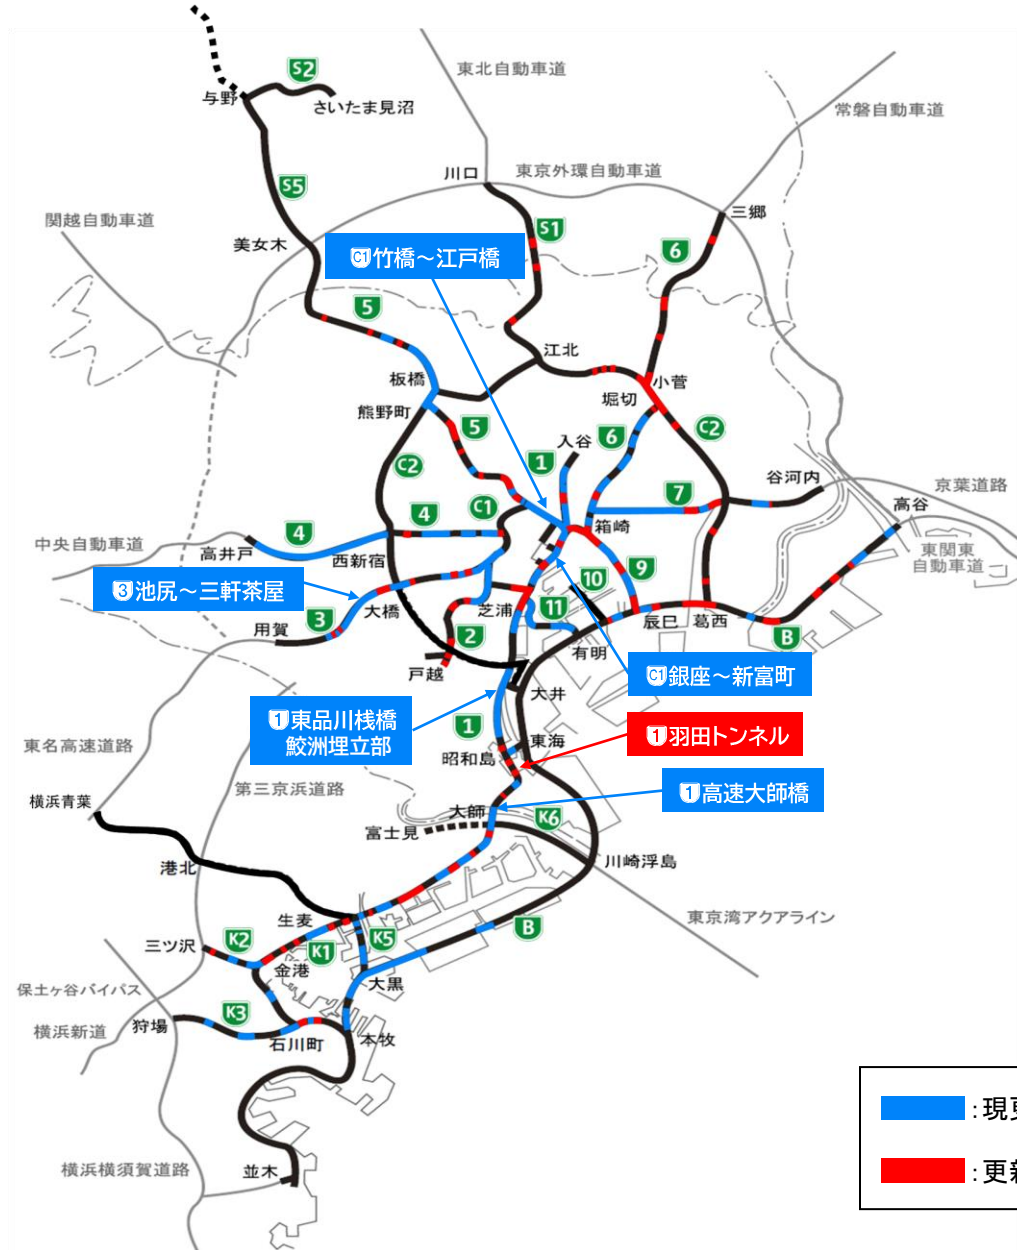 S2
与野
さいたま見沼
東北自動車道
常磐自動車道
川口
東京外環自動車道
S5
関越自動車道
美女木
S1
三郷
6
C1竹橋～江戸橋
5
江北
板橋
小菅
熊野町
堀切
5
入谷
6
C2
1
C2
谷河内
7
京葉道路
C1
高谷
4
箱崎
4
中央自動車道
高井戸
西新宿
東関東
自動車道
9
10
3池尻～三軒茶屋
大橋
芝浦
11
辰巳
葛西
3
用賀
2
B
有明
戸越
C1銀座～新富町
大井
1東品川桟橋
鮫洲埋立部
1
東海
1羽田トンネル
東名高速道路
昭和島
第三京浜道路
1高速大師橋
横浜青葉
大師
K6
富士見
港北
川崎浮島
東京湾アクアライン
生麦
B
三ツ沢
K2
K1
K5
金港
大黒
保土ヶ谷バイパス
K3
狩場
横浜新道
石川町
本牧
：現
：更
横浜横須賀道路
並木